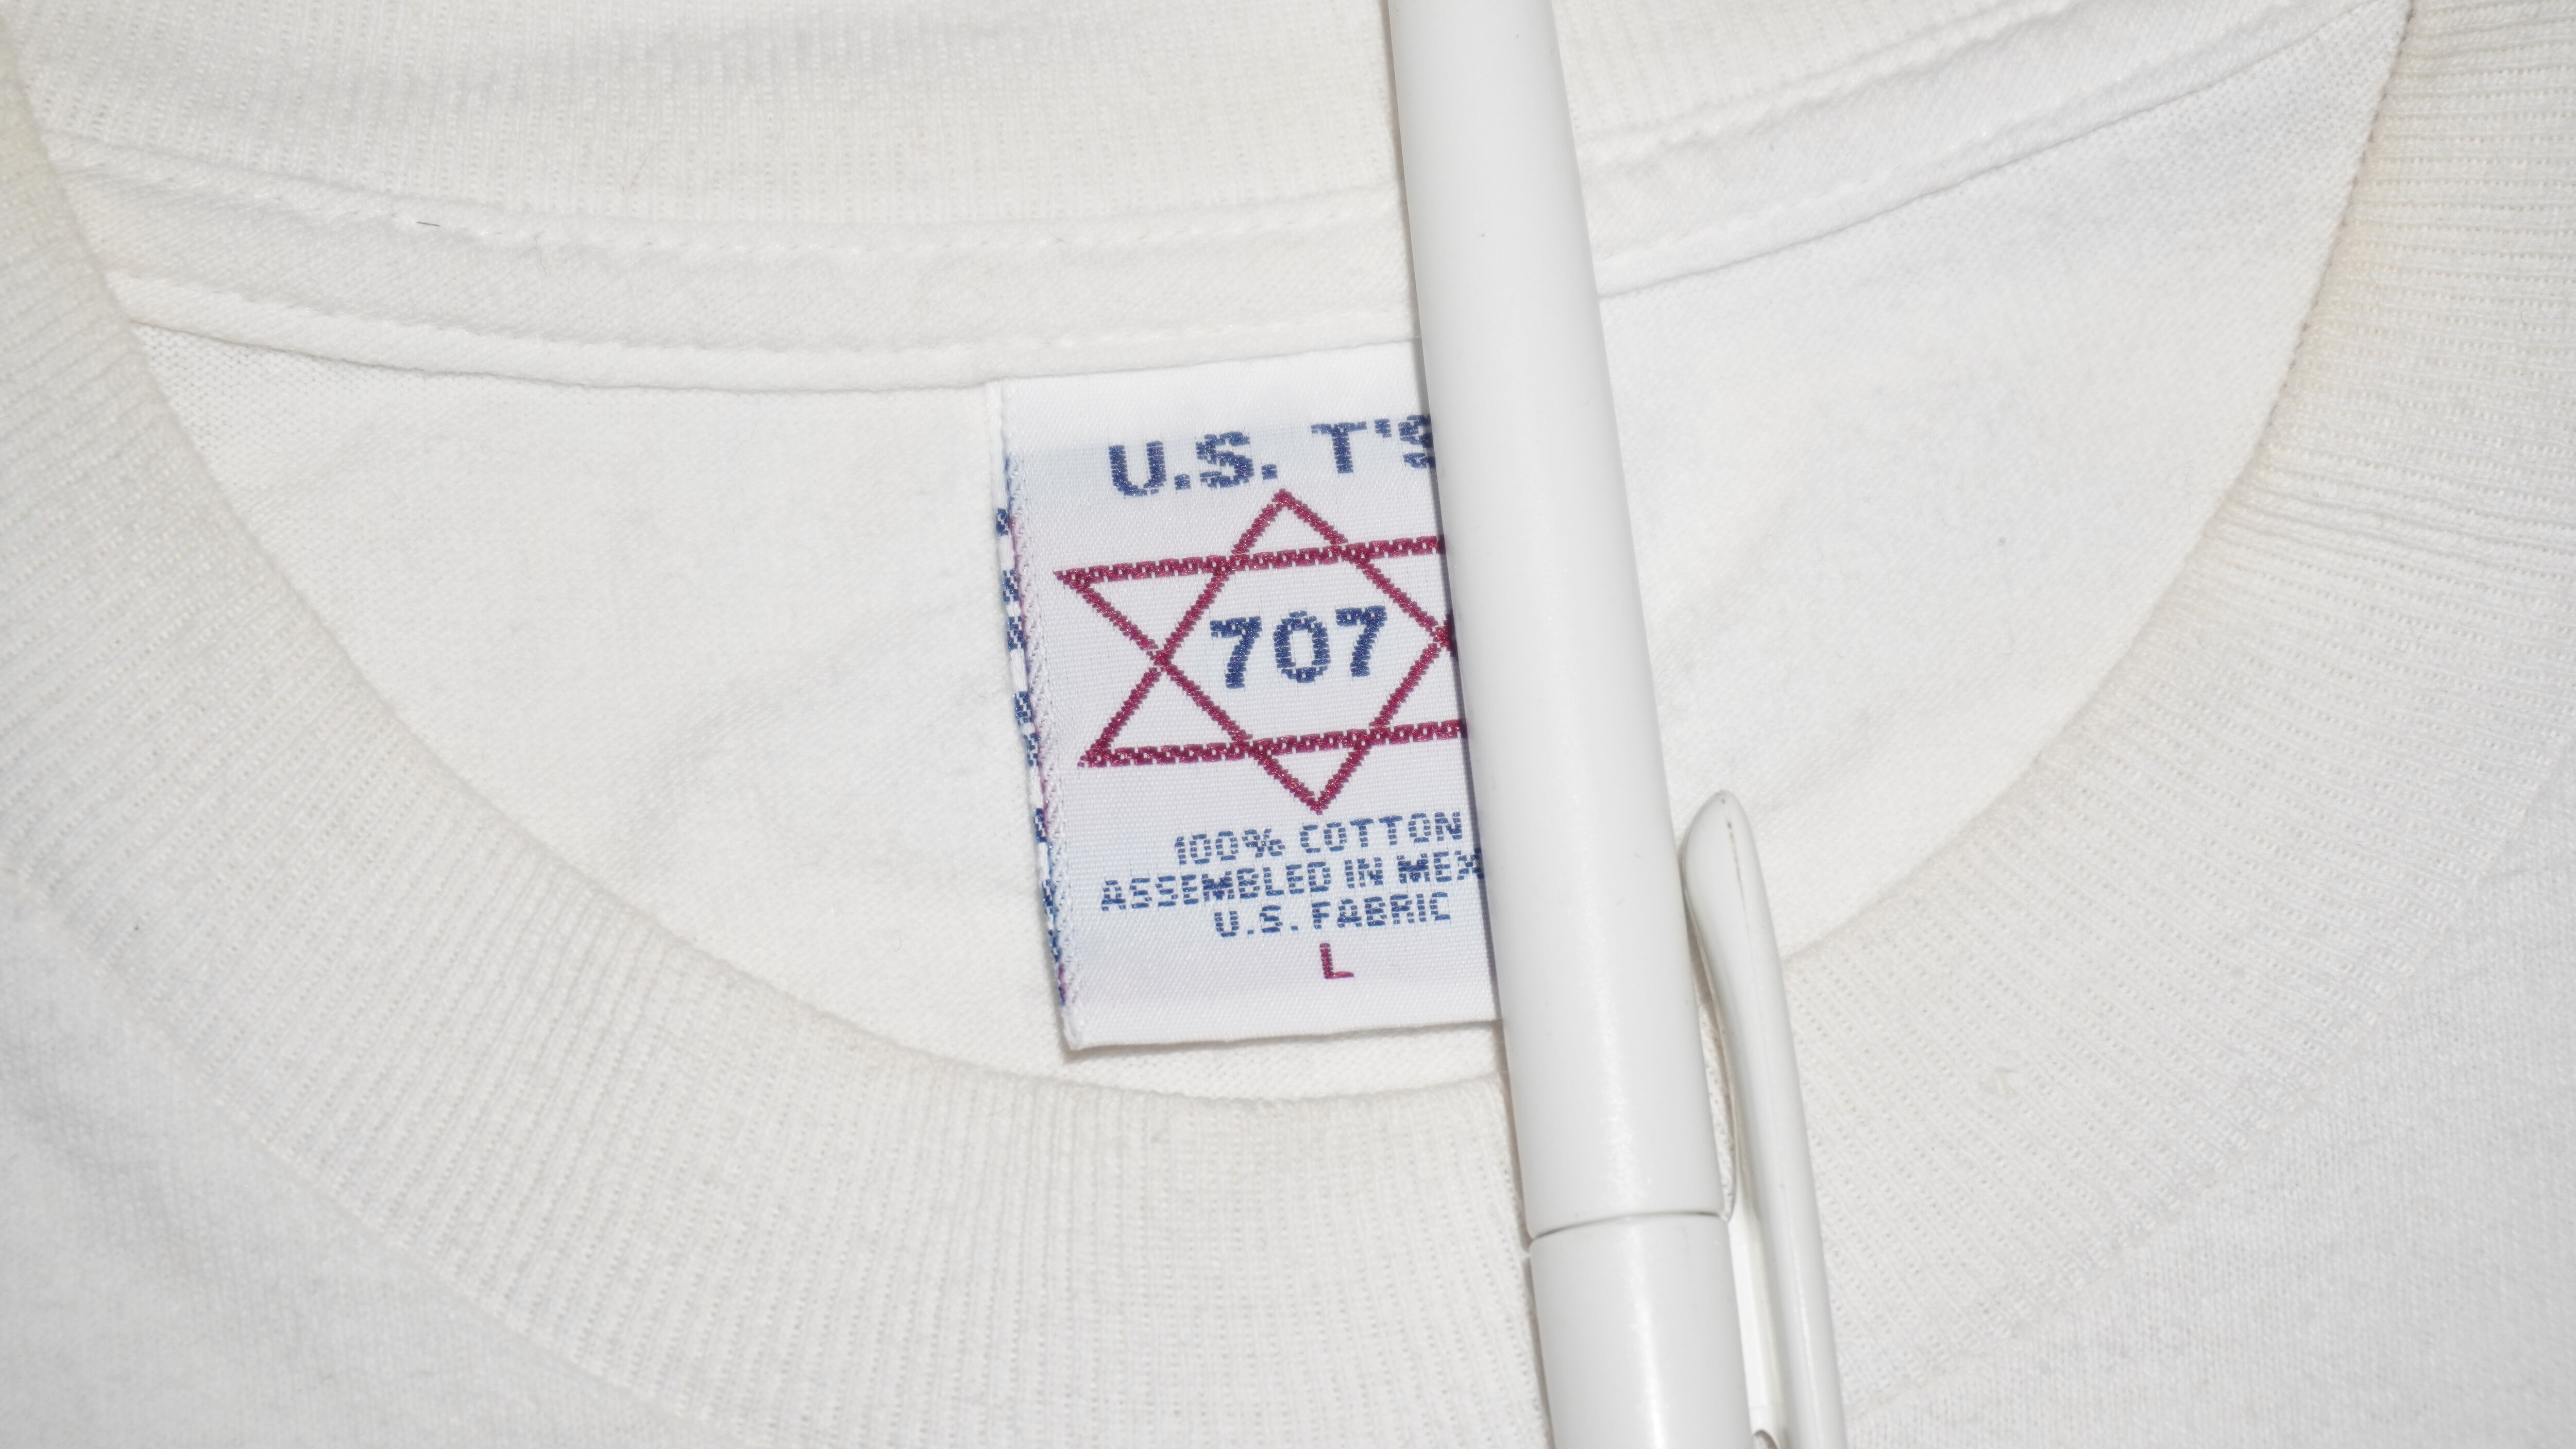 U.S. T'S
707
100% COTTON
ASSEMBLED IN MEX
U.S. FABRIC
L